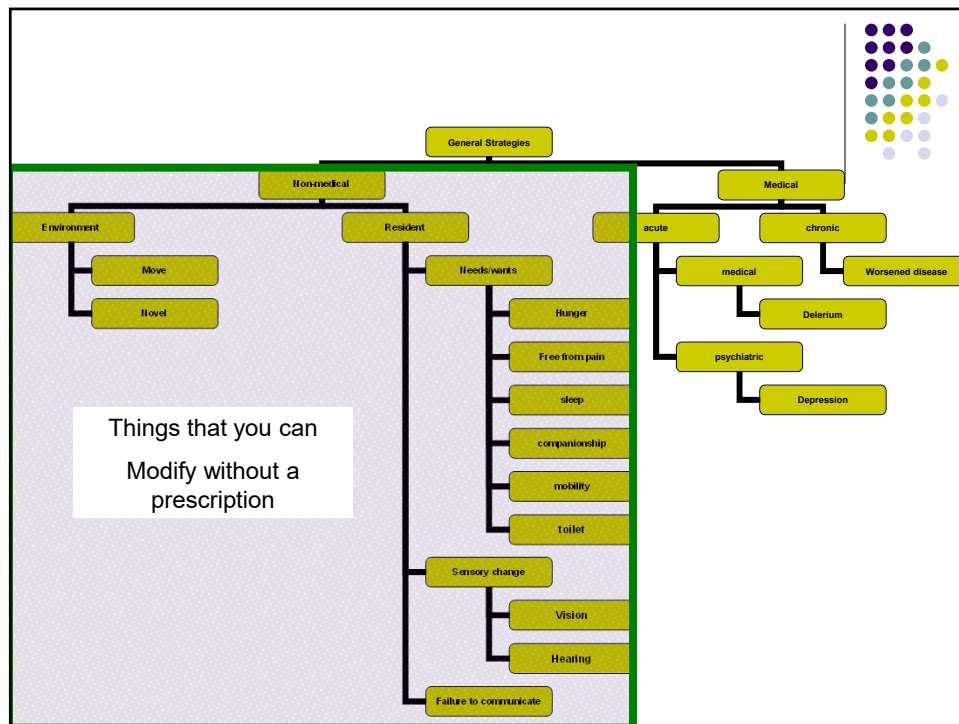 General Strategies
Non-medical
Medical
Environment
Resident
acute
chronic
Move
Needs/wants
medical
Worsened disease
Novel
Hunger
Delerium
Free from pain
psychiatric
sleep
Depression
Things that you can
Modify without a
prescription
companionship
mobility
toilet
Sensory change
Vision
Hearing
Failure to communicate